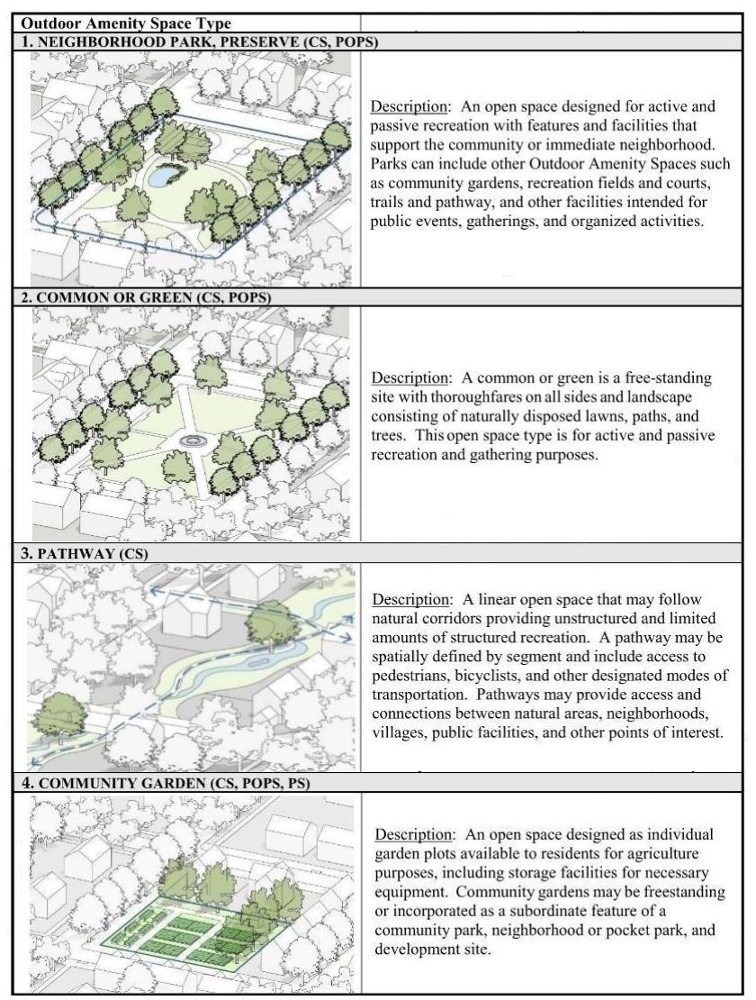 Outdoor Amenity Space Type
1. NEIGHBORHOOD PARK, PRESERVE (CS, POPS)
Description: An open space designed for active and
passive recreation with features and facilities that
support the community or immediate neighborhood.
Parks can include other Outdoor Amenity Spaces such
as community gardens, recreation fields and courts,
trails and pathway, and other facilities intended for
public events, gatherings, and organized activities.
2. COMMON OR GREEN (CS, POPS)
Description: A common or green is a free-standing
site with thoroughfares on all sides and landscape
consisting of naturally disposed lawns, paths, and
trees. This open space type is for active and passive
recreation and gathering purposes.
3. PATHWAY (CS)
Description: A linear open space that may follow
natural corridors providing unstructured and limited
amounts of structured recreation. A pathway may be
spatially defined by segment and include access to
pedestrians, bicyclists, and other designated modes of
transportation. Pathways may provide access and
connections between natural areas, neighborhoods,
villages, public facilities, and other points of interest.
4. COMMUNITY GARDEN (CS, POPS, PS)
Description: An open space designed as individual
garden plots available to residents for agriculture
purposes, including storage facilities for necessary
equipment. Community gardens may be freestanding
or incorporated as a subordinate feature of a
community park, neighborhood or pocket park, and
development site.